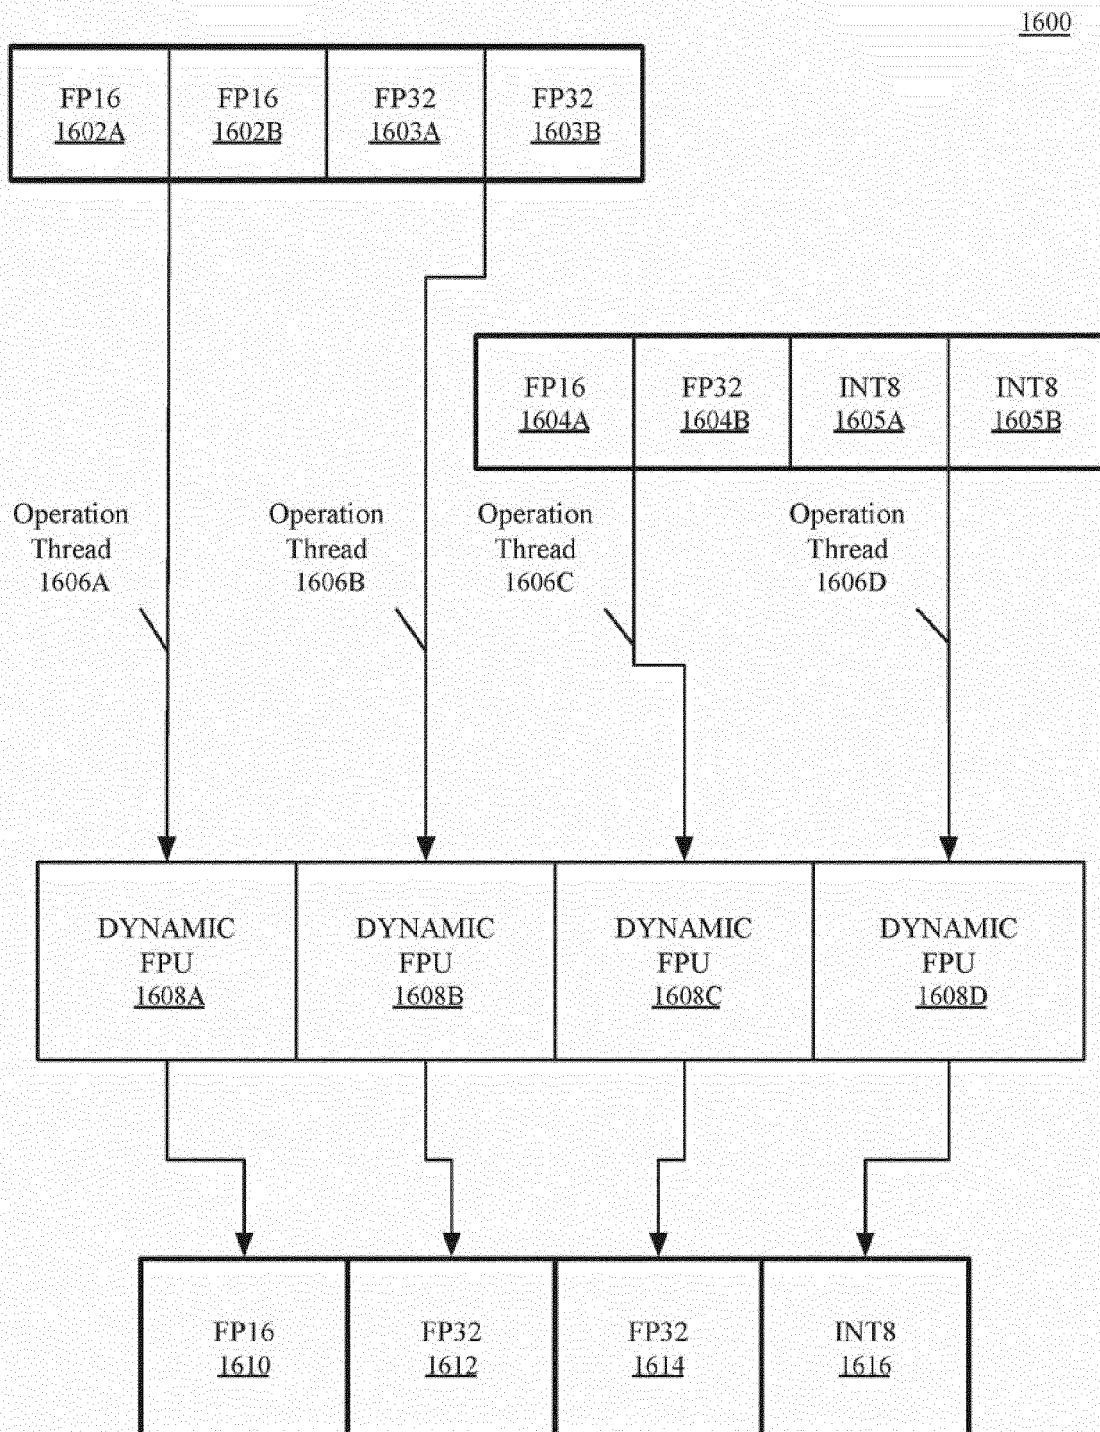 1600
FP16 FP16 FP32 FP32
1602A 1602B 1603A 1603B
FP16 FP32 INT8 INT8
1604A 1604B 1605A 1605B
Operation Operation Operation Operation
Thread Thread Thread Thread
1606A 1606B 1606C 1606D
DYNAMIC DYNAMIC DYNAMIC DYNAMIC
FPU FPU FPU FPU
1608A 1608B 1608C 1608D
FP16 FP32 FP32 INT8
1610 1612 1614 1616